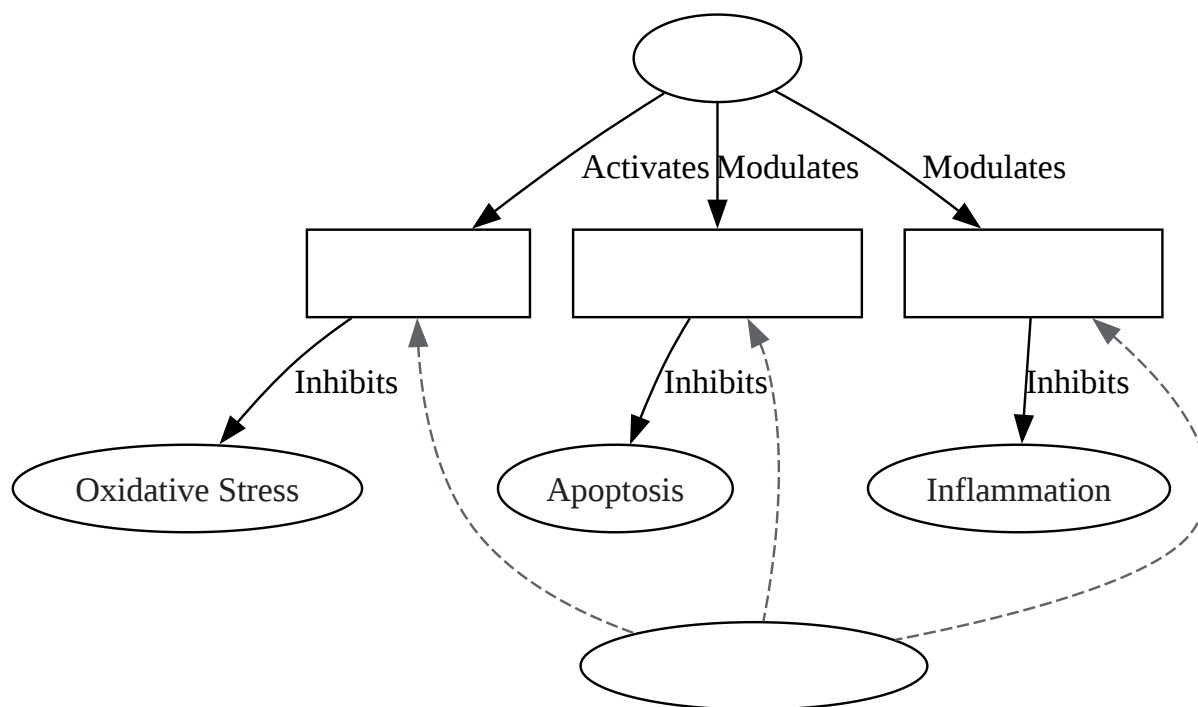 Activates
Modulates
Modulates
Inhibits
Inhibits
Inhibits
Oxidative Stress
Apoptosis
Inflammation